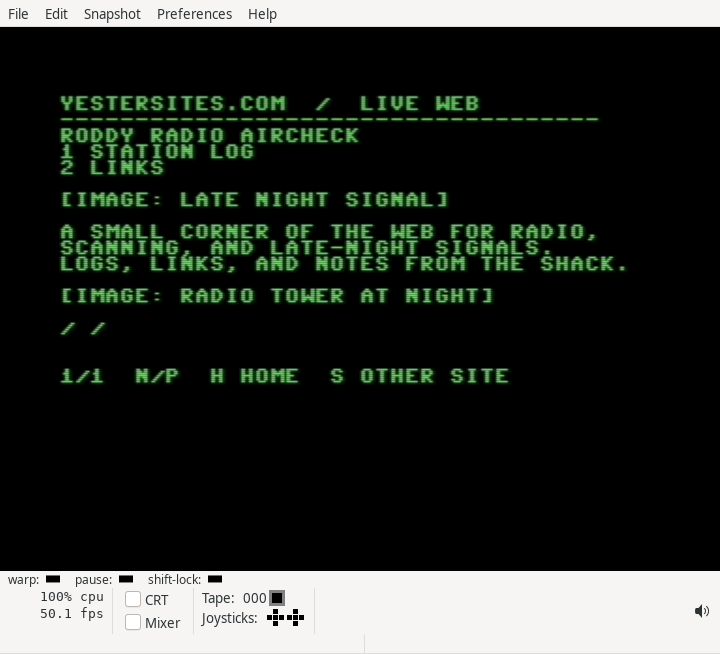 File Edit Snapshot Preferences Help
YESTERSITES.COM / LIVE WEB
------------------------------------
RODDY RADIO AIRCHECK
1 STATION LOG
2 LINKS
[IMAGE: LATE NIGHT SIGNAL]
A SMALL CORNER OF THE WEB FOR RADIO,
SCANNING, AND LATE-NIGHT SIGNALS.
LOGS, LINKS, AND NOTES FROM THE SHACK.
[IMAGE: RADIO TOWER AT NIGHT]
/ /
1/1 N/P H HOME S OTHER SITE
warp: pause: shift-lock:
100% cpu
50.1 fps
CRT
Mixer
Tape: 000
Joysticks: